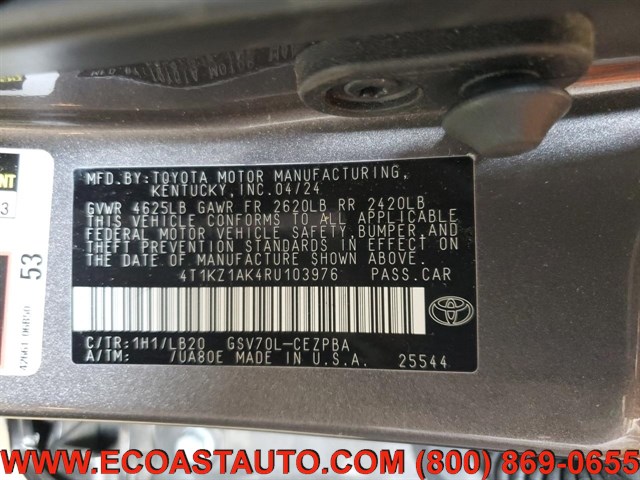 MFD. BY:TOYOTA MOTOR MANUFACTURING,
KENTUCKY, INC.04/24
GVWR 4625LB GAWR FR 2620LB RR 2420LB
THIS VEHICLE CONFORMS TO ALL APPLICABLE
FEDERAL MOTOR VEHICLE SAFETY, BUMPER, AND
THEFT PREVENTION STANDARDS IN EFFECT ON
THE DATE OF MANUFACTURE SHOWN ABOVE.
4T1KZ1AK4RU103976 PASS.CAR
C/TR:1H1/LB20 GSV70L-CEZPBA
A/TM: /UA80E MADE IN U.S.A. 25544
53
WWW.ECOASTAUTO.COM (800) 869-0655